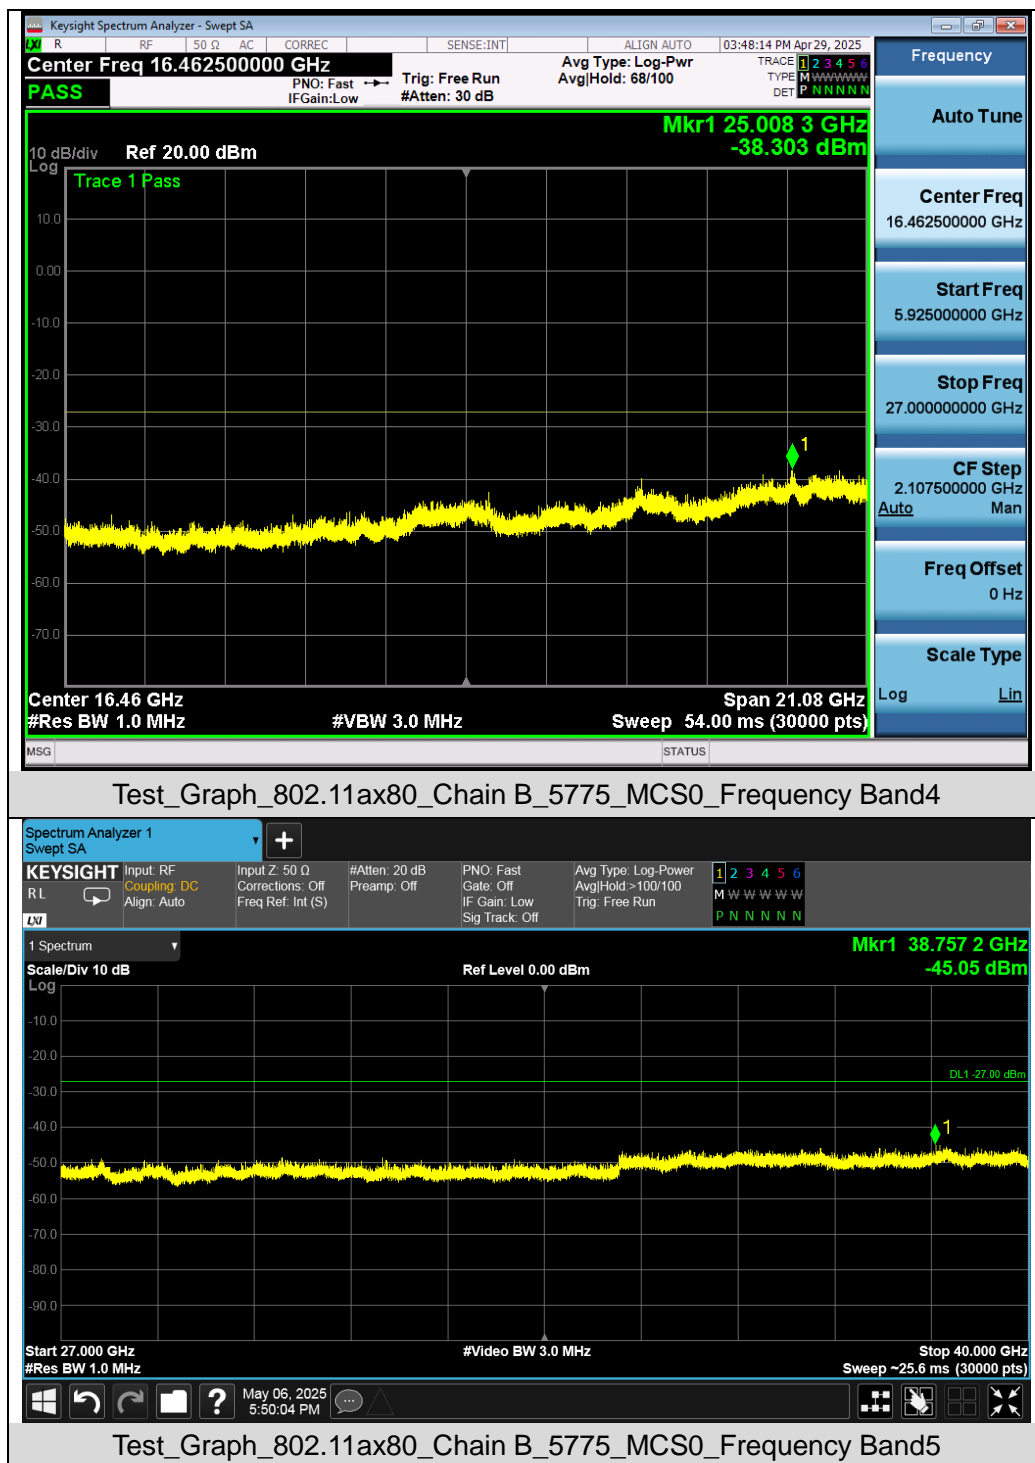 Keysight Spectrum Analyzer - Swept SA
LXI R RF 50 Ω AC CORREC SENSE:INT ALIGN AUTO 03:48:14 PM Apr 29, 2025
Center Freq 16.462500000 GHz
PASS
PNO: Fast
IFGain:Low
Trig: Free Run
#Atten: 30 dB
Avg Type: Log-Pwr
Avg|Hold: 68/100
TRACE 1 2 3 4 5 6
TYPE M W W W W W
DET P N N N N N
Mkr1 25.008 3 GHz
-38.303 dBm
10 dB/div Ref 20.00 dBm
Log
Trace 1 Pass
10.0
0.00
-10.0
-20.0
-30.0
-40.0
-50.0
-60.0
-70.0
1
Center 16.46 GHz Span 21.08 GHz
#Res BW 1.0 MHz #VBW 3.0 MHz Sweep 54.00 ms (30000 pts)
MSG STATUS
Frequency
Auto Tune
Center Freq
16.462500000 GHz
Start Freq
5.925000000 GHz
Stop Freq
27.000000000 GHz
CF Step
2.107500000 GHz
Auto Man
Freq Offset
0 Hz
Scale Type
Log Lin
Test_Graph_802.11ax80_Chain B_5775_MCS0_Frequency Band4
Spectrum Analyzer 1
Swept SA
+
KEYSIGHT
RL
LXI
Input: RF
Coupling: DC
Align: Auto
Input Z: 50 Ω
Corrections: Off
Freq Ref: Int (S)
#Atten: 20 dB
Preamp: Off
PNO: Fast
Gate: Off
IF Gain: Low
Sig Track: Off
Avg Type: Log-Power
Avg|Hold:>100/100
Trig: Free Run
1 2 3 4 5 6
M W W W W W
P N N N N N
1 Spectrum
Mkr1 38.757 2 GHz
-45.05 dBm
Scale/Div 10 dB Ref Level 0.00 dBm
Log
-10.0
-20.0
-30.0
-40.0
-50.0
-60.0
-70.0
-80.0
-90.0
DL1 -27.00 dBm
1
Start 27.000 GHz #Video BW 3.0 MHz Stop 40.000 GHz
#Res BW 1.0 MHz Sweep ~25.6 ms (30000 pts)
?
May 06, 2025
5:50:04 PM
Test_Graph_802.11ax80_Chain B_5775_MCS0_Frequency Band5